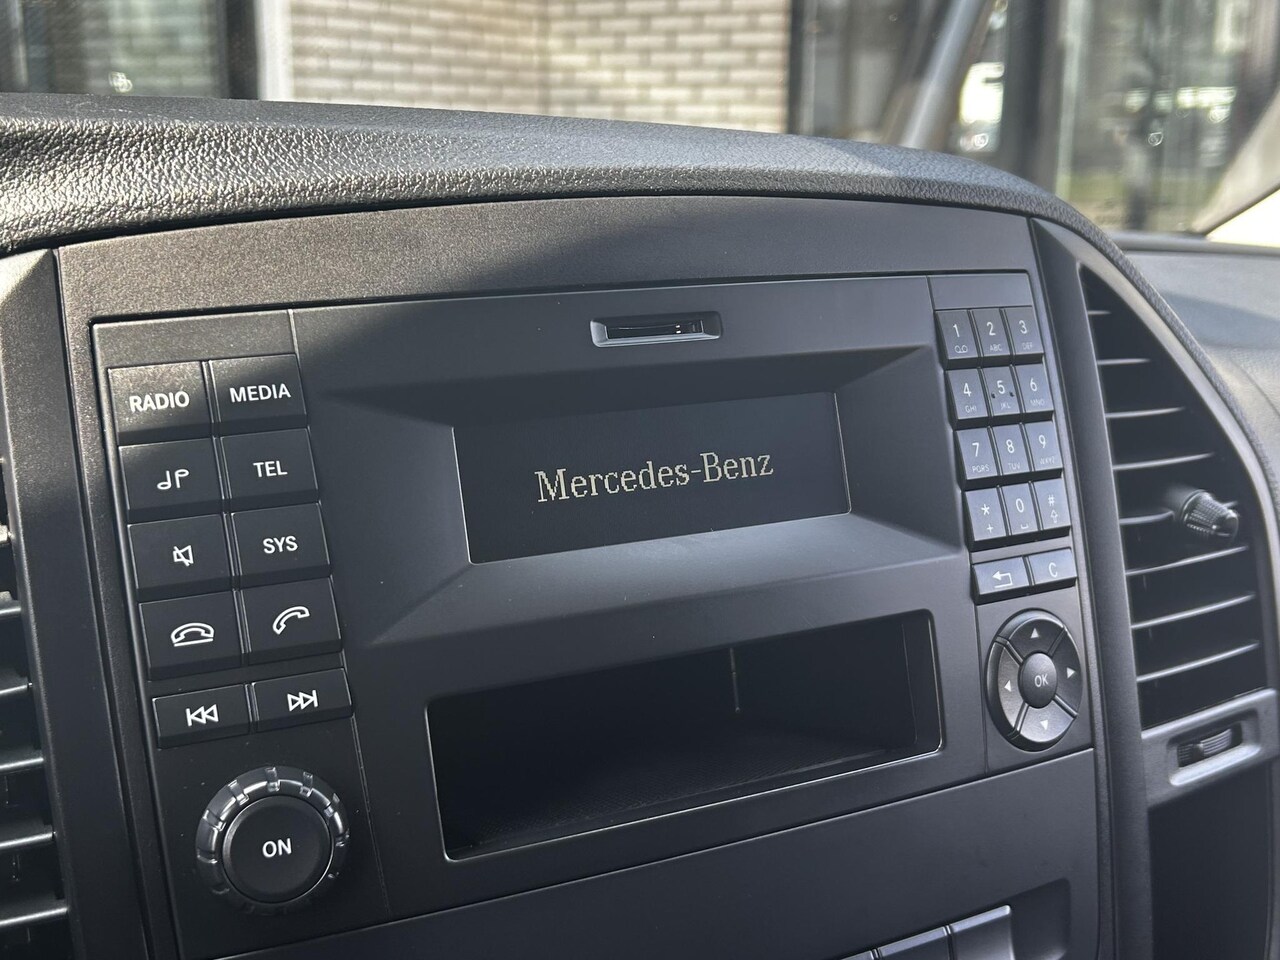 RADIO MEDIA
TEL
SYS
ON
Mercedes-Benz
1 2 ABC 3 DEF
4 GHI 5 JKL 6 MNO
7 PQRS 8 TUV 9 WXYZ
* + 0 #
C
OK